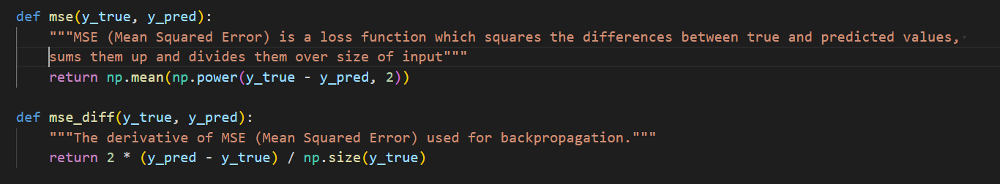 def mse(y_true, y_pred):
    """MSE (Mean Squared Error) is a loss function which squares the differences between true and predicted values,
    sums them up and divides them over size of input"""
    return np.mean(np.power(y_true - y_pred, 2))
def mse_diff(y_true, y_pred):
    """The derivative of MSE (Mean Squared Error) used for backpropagation."""
    return 2 * (y_pred - y_true) / np.size(y_true)